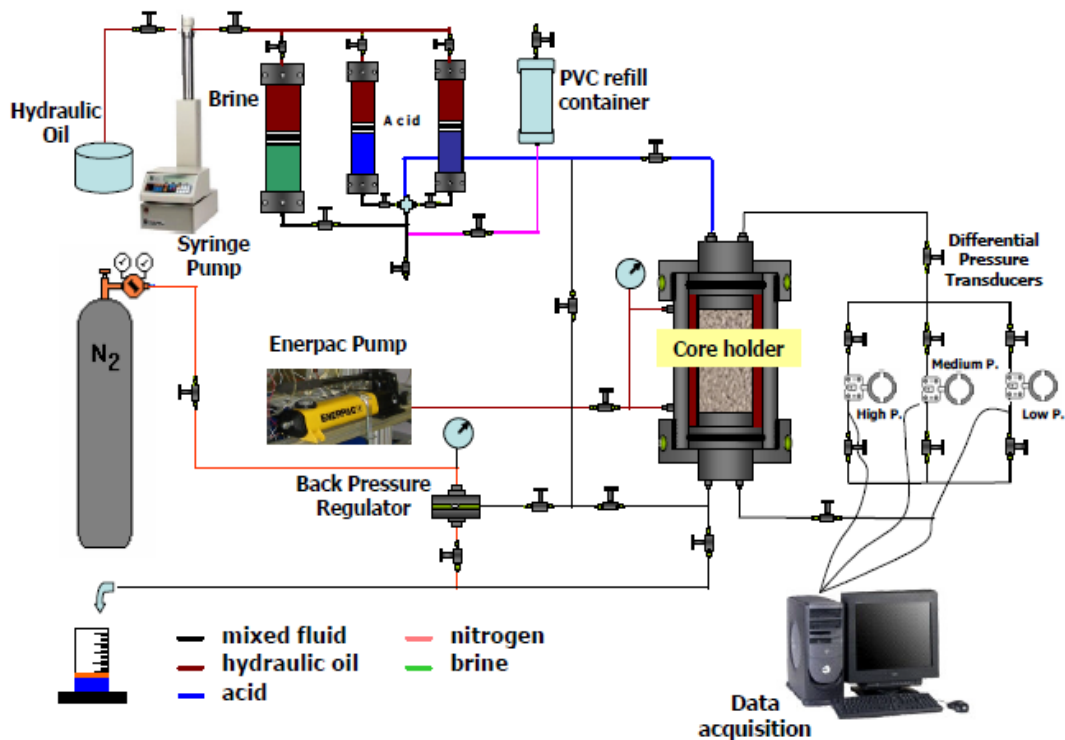 Hydraulic
Oil
Syringe
Pump
Brine
Acid
PVC refill
container
N2
Enerpac Pump
ENERPAC
Back Pressure
Regulator
Core holder
Differential
Pressure
Transducers
High P.
Medium P.
Low P.
mixed fluid
hydraulic oil
acid
nitrogen
brine
Data
acquisition